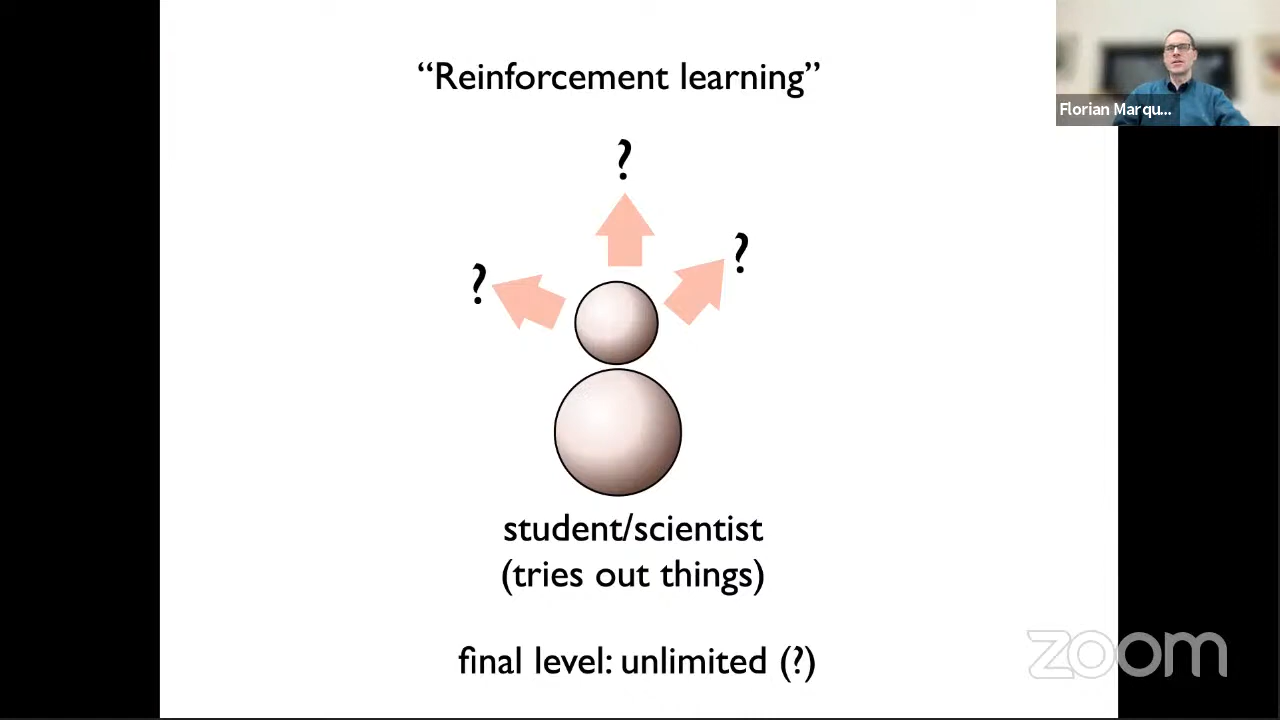 “Reinforcement learning”
Florian Marqu...
?
?
?
student/scientist
(tries out things)
final level: unlimited (?)
zoom